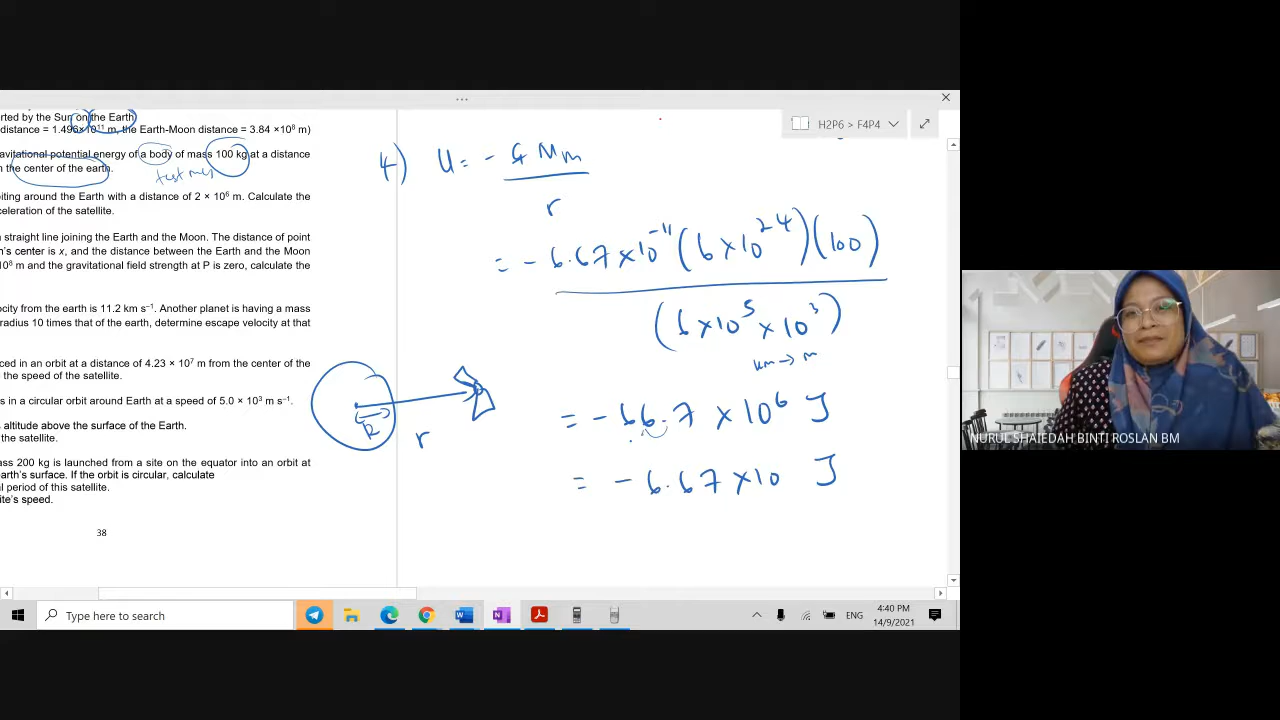 erted by the Sun on the Earth
distance = 1.496×10¹¹ m, the Earth-Moon distance = 3.84 ×10⁸ m)
avitational potential energy of a body of mass 100 kg at a distance
n the center of the earth.
test mass
biting around the Earth with a distance of 2 × 10⁶ m. Calculate the
celeration of the satellite.
straight line joining the Earth and the Moon. The distance of point
n's center is x, and the distance between the Earth and the Moon
10⁸ m and the gravitational field strength at P is zero, calculate the
ocity from the earth is 11.2 km s⁻¹. Another planet is having a mass
radius 10 times that of the earth, determine escape velocity at that
ced in an orbit at a distance of 4.23 × 10⁷ m from the center of the
the speed of the satellite.
s in a circular orbit around Earth at a speed of 5.0 × 10³ m s⁻¹.
altitude above the surface of the Earth.
the satellite.
ass 200 kg is launched from a site on the equator into an orbit at
earth's surface. If the orbit is circular, calculate
al period of this satellite.
ite's speed.
38
H2P6 > F4P4
4) U = - G M m
r
= - 6.67 × 10⁻¹¹ (6 × 10²⁴) (100)
(6 × 10⁵ × 10³)
km → m
= - 66.7 × 10⁶ J
= - 6.67 × 10 J
R
r
NURUL SHAIEDAH BINTI ROSLAN BM
Type here to search
ENG
4:40 PM
14/9/2021